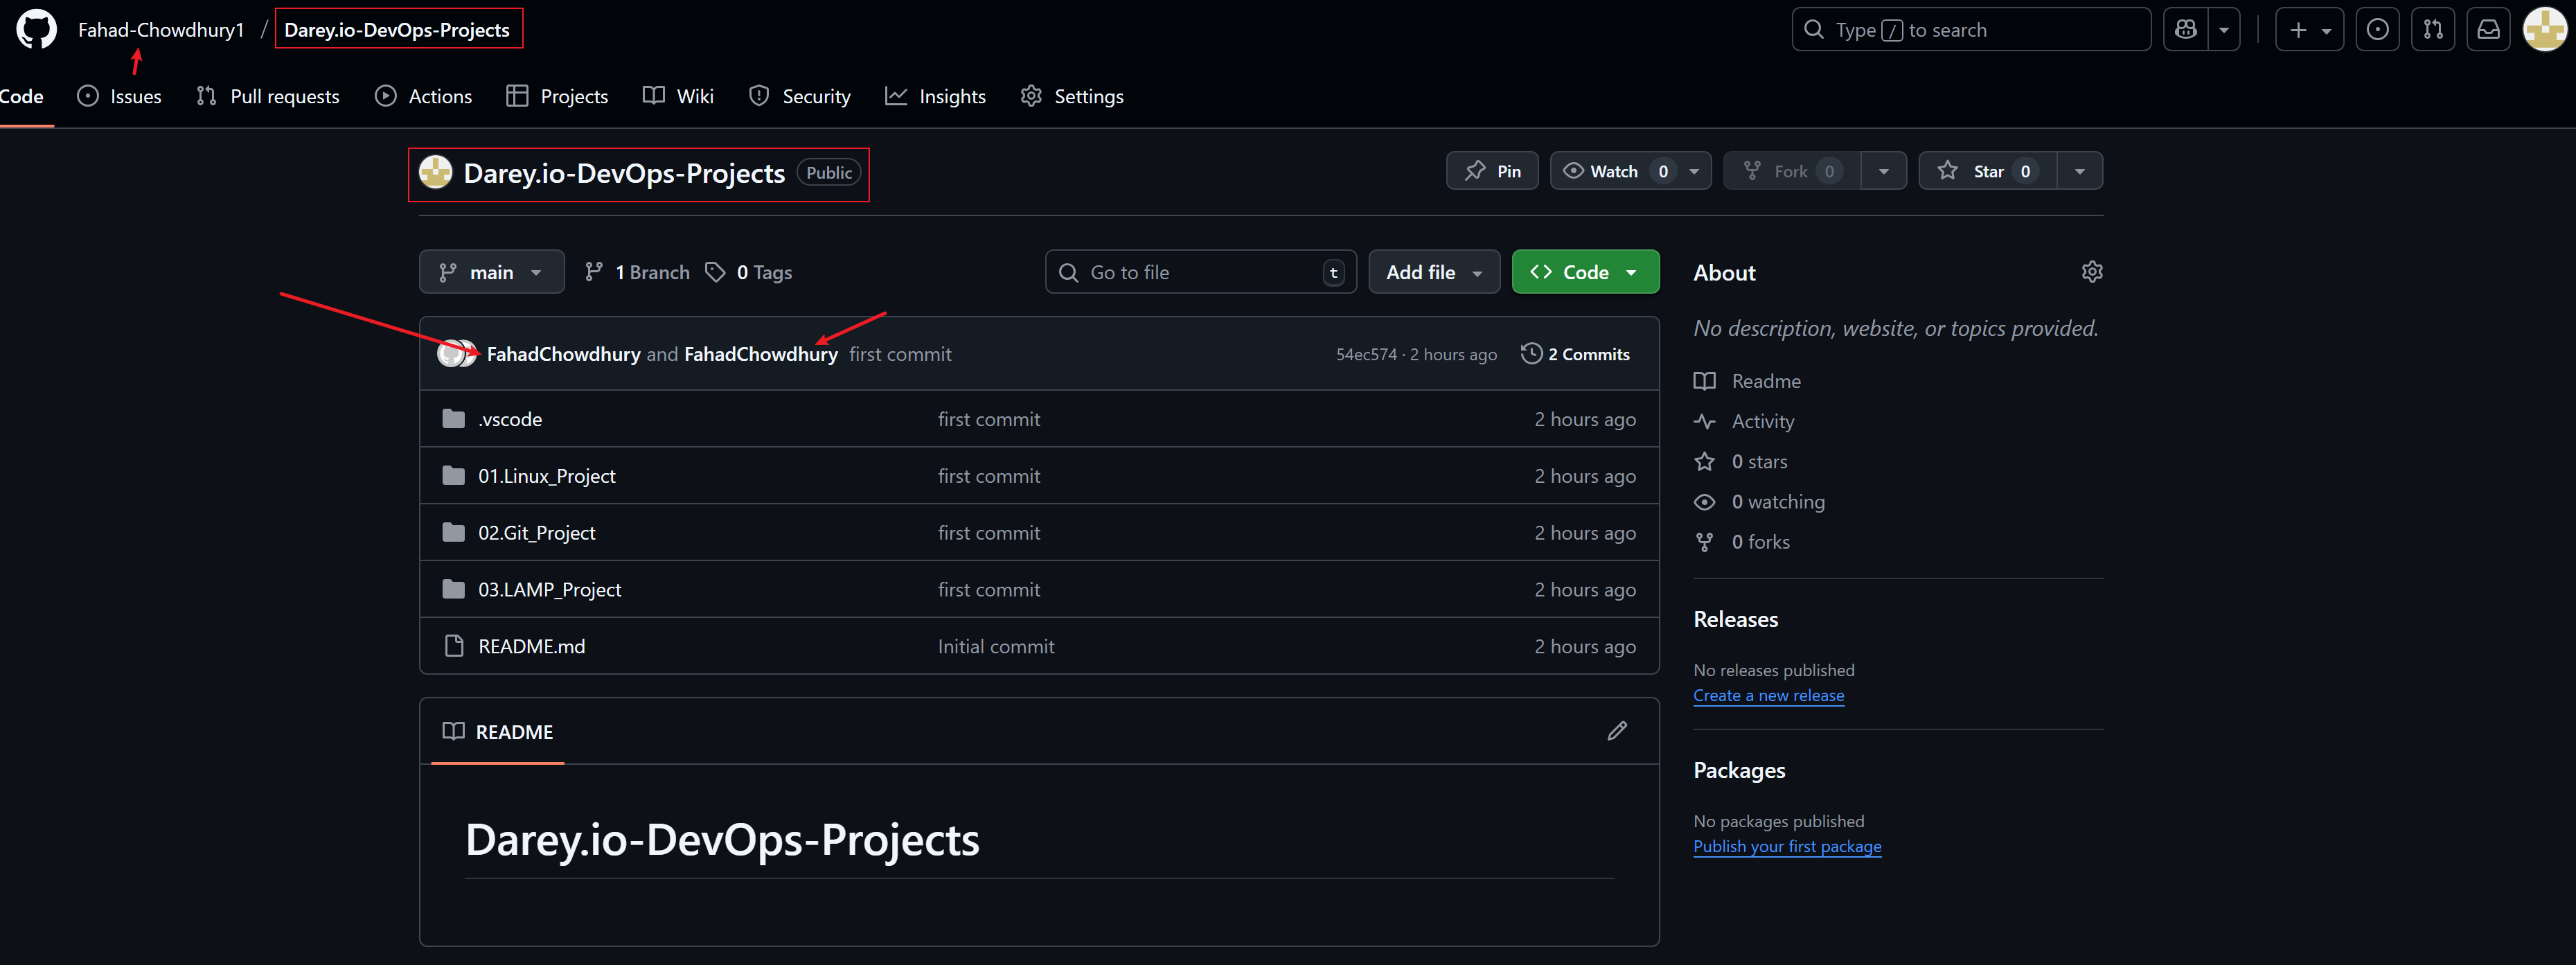 Fahad-Chowdhury1 / Darey.io-DevOps-Projects
Type / to search
Code Issues Pull requests Actions Projects Wiki Security Insights Settings
Darey.io-DevOps-Projects Public
Pin Watch 0 Fork 0 Star 0
main 1 Branch 0 Tags Go to file t Add file Code
FahadChowdhury and FahadChowdhury first commit 54ec574 · 2 hours ago 2 Commits
.vscode first commit 2 hours ago
01.Linux_Project first commit 2 hours ago
02.Git_Project first commit 2 hours ago
03.LAMP_Project first commit 2 hours ago
README.md Initial commit 2 hours ago
README
Darey.io-DevOps-Projects
About
No description, website, or topics provided.
Readme
Activity
0 stars
0 watching
0 forks
Releases
No releases published
Create a new release
Packages
No packages published
Publish your first package